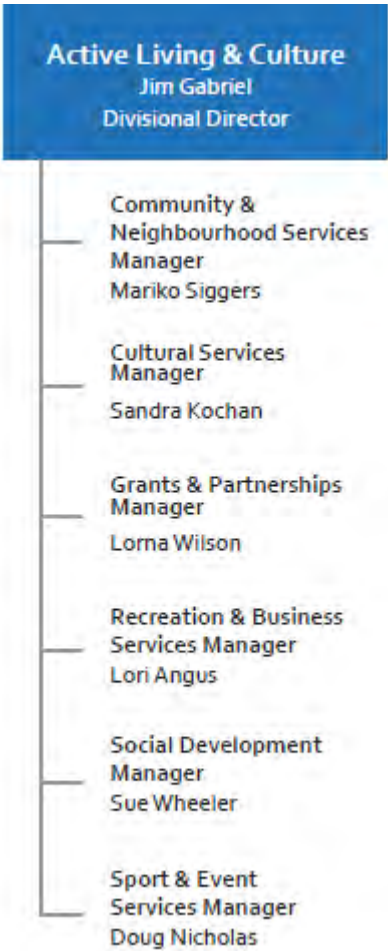 Active Living & Culture
Jim Gabriel
Divisional Director
Community &
Neighbourhood Services
Manager
Mariko Siggers
Cultural Services
Manager
Sandra Kochan
Grants & Partnerships
Manager
Lorna Wilson
Recreation & Business
Services Manager
Lori Angus
Social Development
Manager
Sue Wheeler
Sport & Event
Services Manager
Doug Nicholas